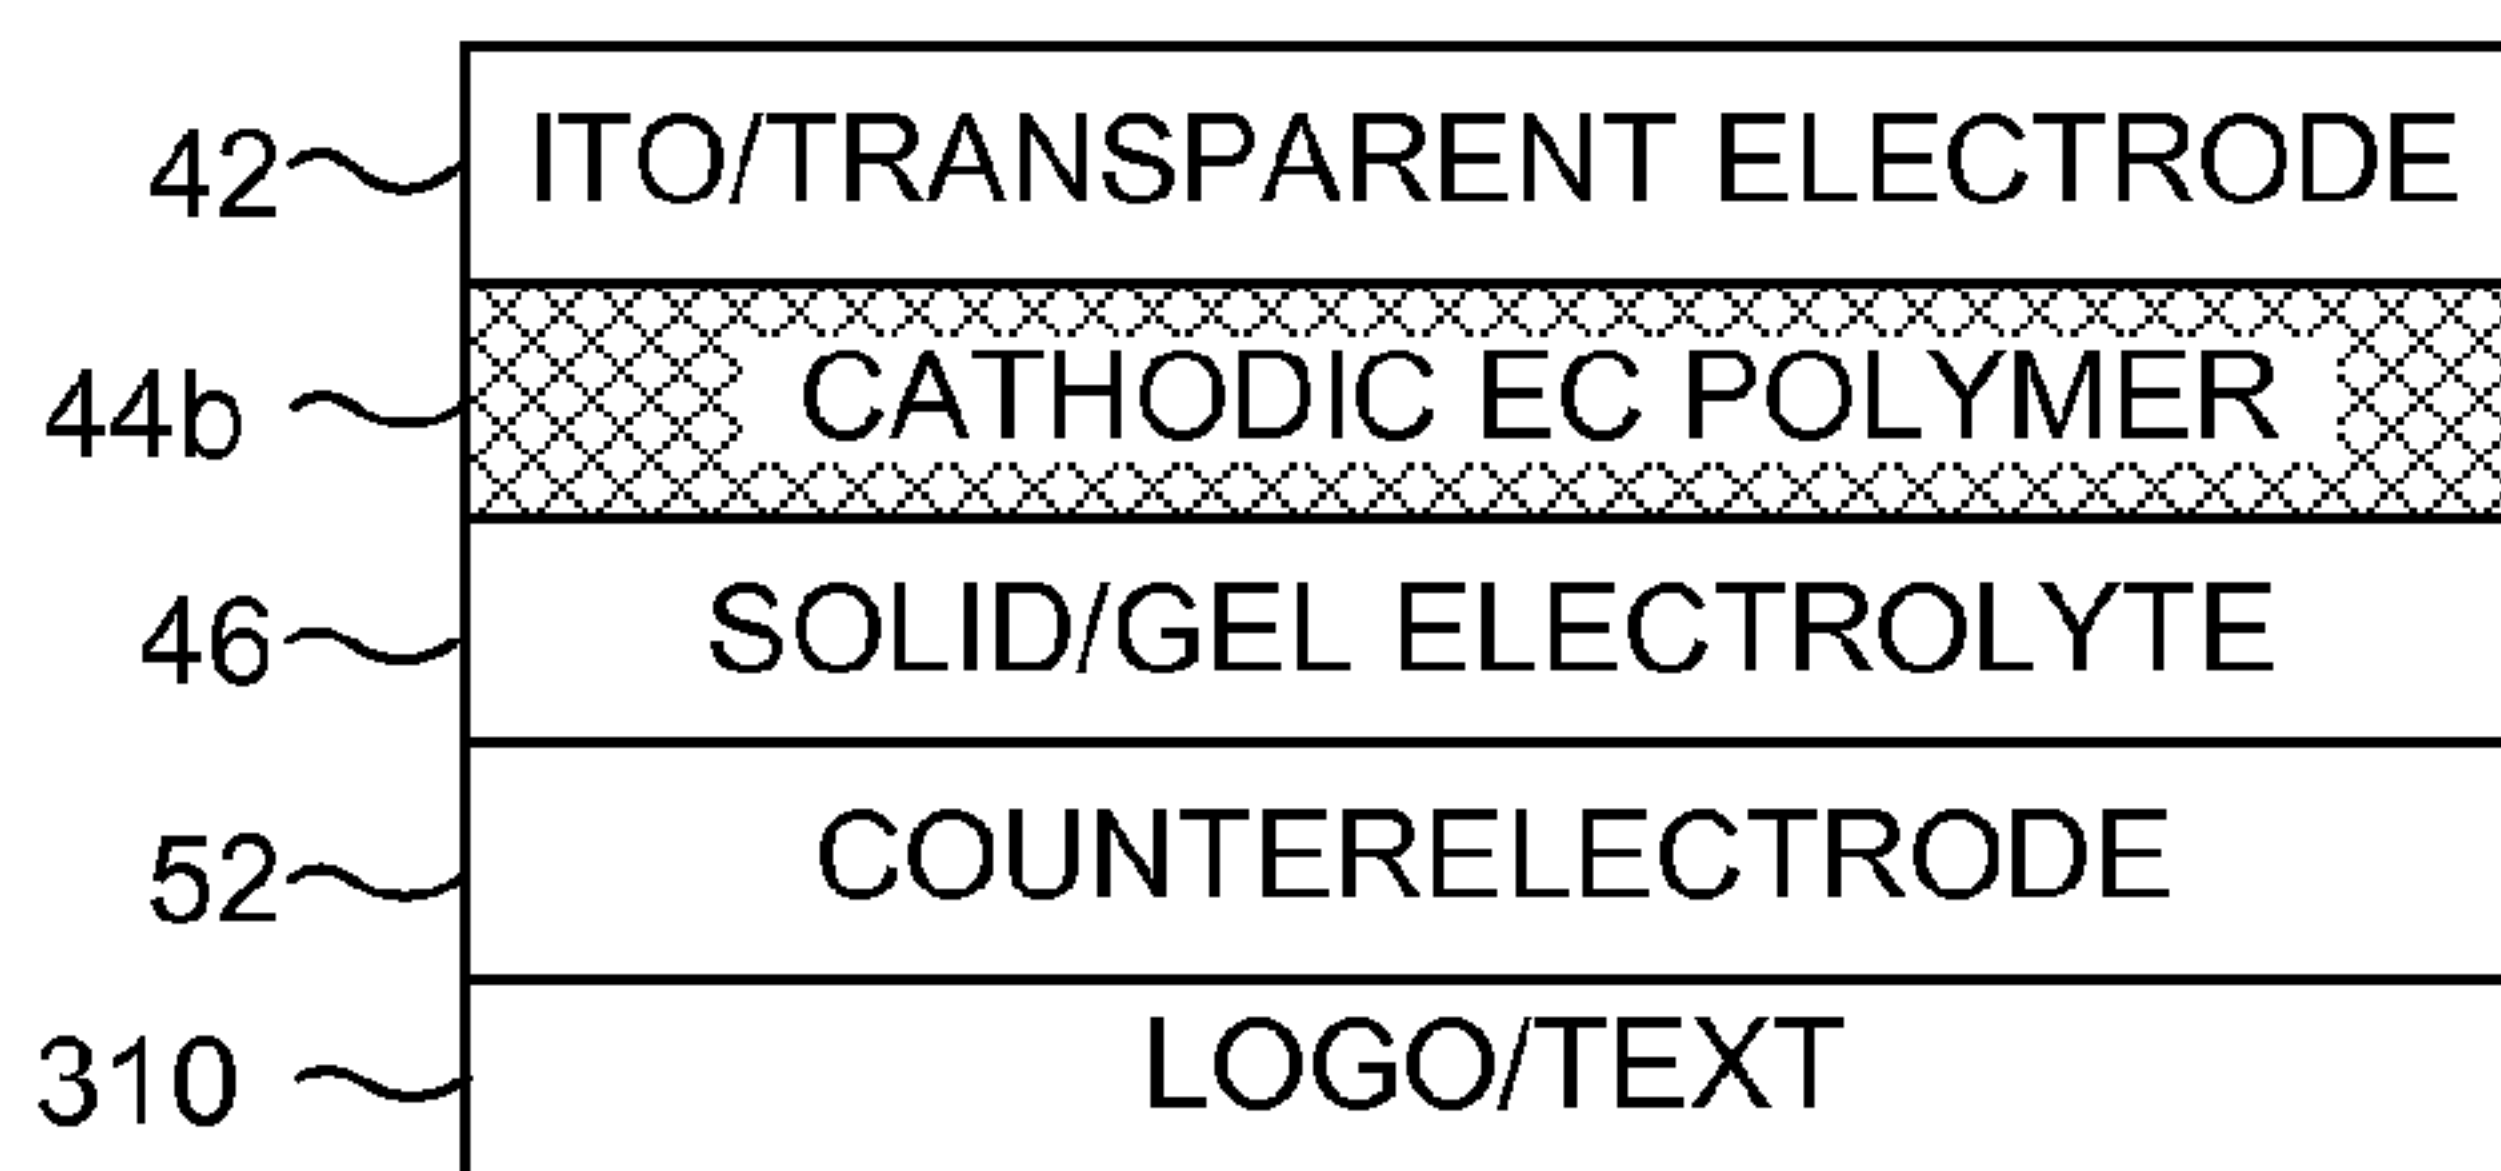 42 ITO/TRANSPARENT ELECTRODE
44b CATHODIC EC POLYMER
46 SOLID/GEL ELECTROLYTE
52 COUNTERELECTRODE
310 LOGO/TEXT